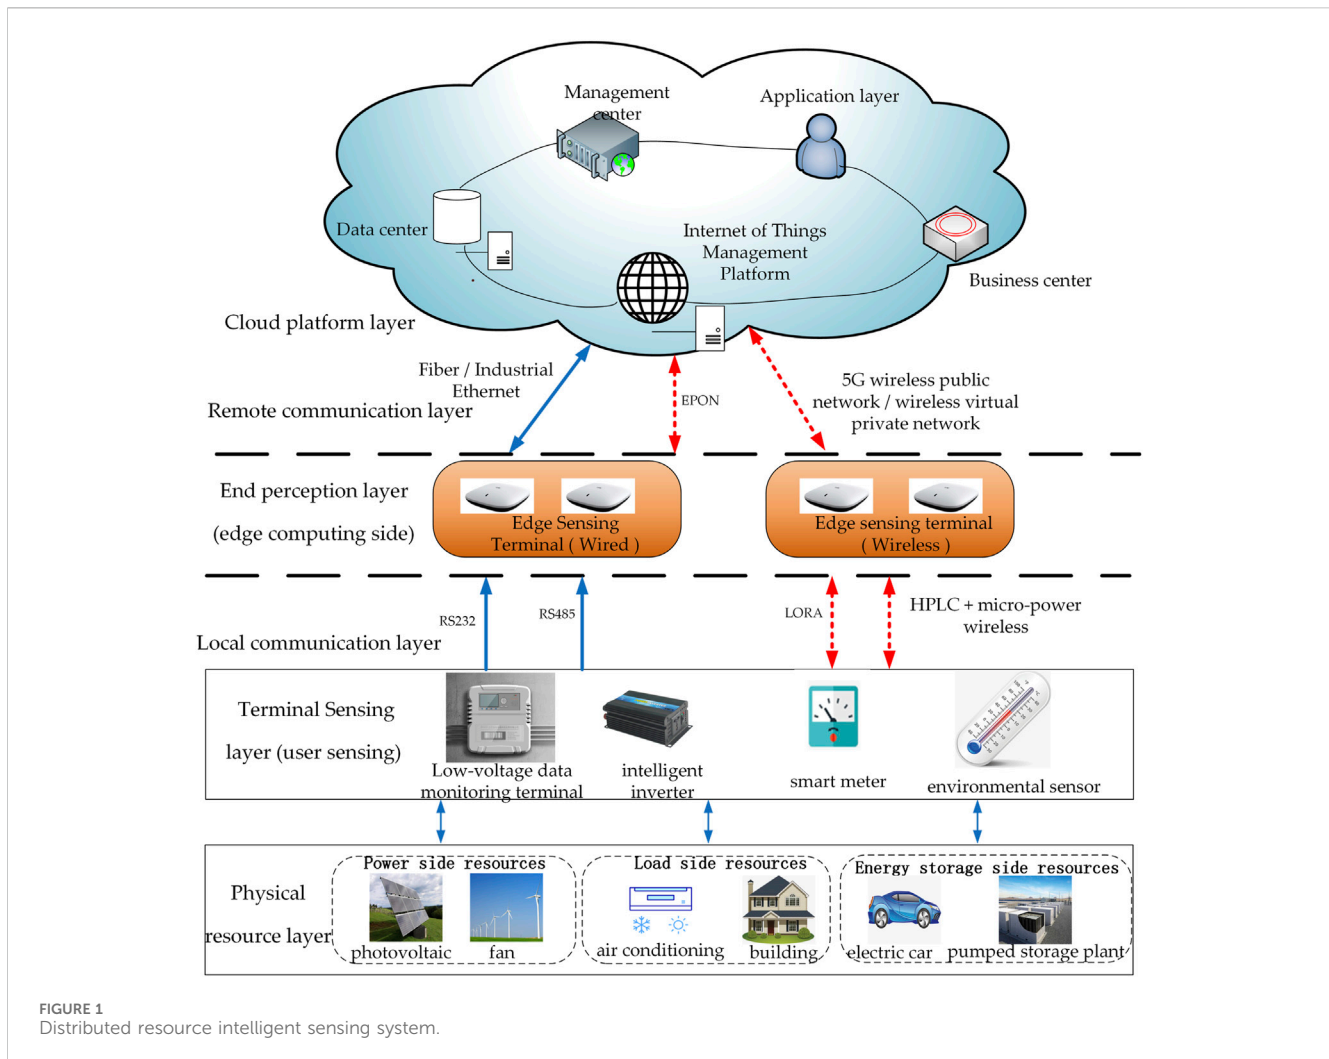 Management
center
Application layer
Data center
Internet of Things
Management
Platform
Business center
Cloud platform layer
Fiber / Industrial
Ethernet
EPON
5G wireless public
network / wireless virtual
private network
Remote communication layer
End perception layer
(edge computing side)
Edge Sensing
Terminal ( Wired )
Edge sensing terminal
( Wireless )
RS232
RS485
LORA
HPLC + micro-power
wireless
Local communication layer
Terminal Sensing
layer (user sensing)
Low-voltage data
monitoring terminal
intelligent
inverter
smart meter
environmental sensor
Physical
resource layer
Power side resources
photovoltaic
fan
Load side resources
air conditioning
building
Energy storage side resources
electric car
pumped storage plant
FIGURE 1
Distributed resource intelligent sensing system.